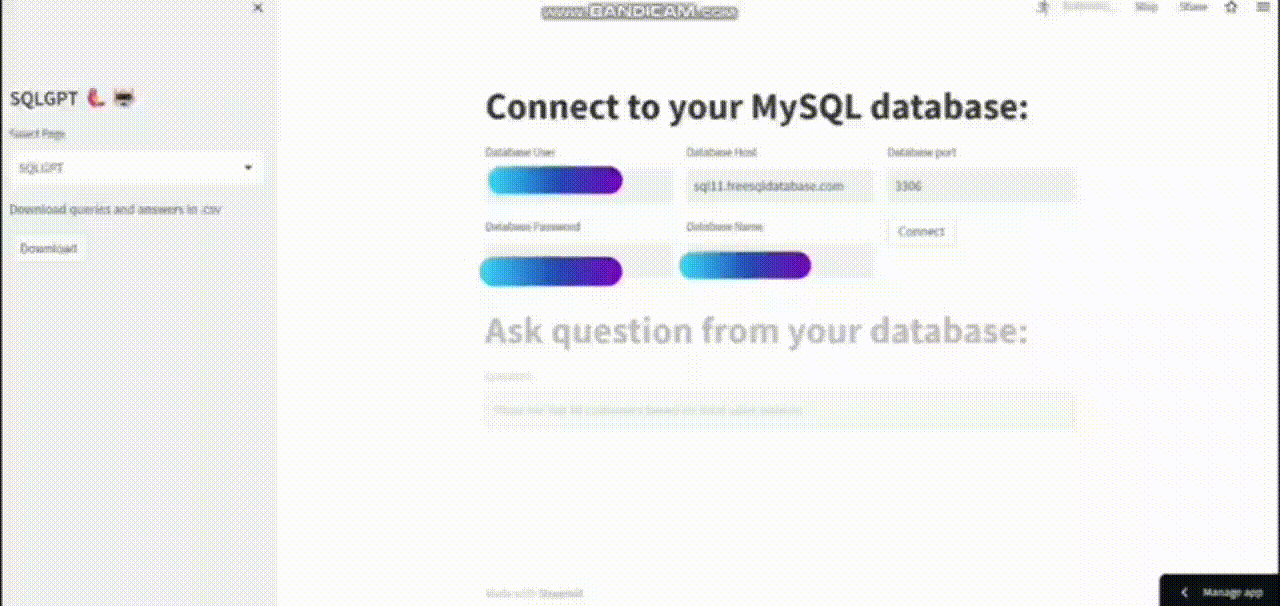 www.BANDICAM.com
Stop Share
SQLGPT
Select Page
SQLGPT
Download queries and answers in .csv
Download
Connect to your MySQL database:
Database User Database Host Database port
sql11.freesqldatabase.com 3306
Database Password Database Name
Connect
Ask question from your database:
question
Made with Streamlit
Manage app